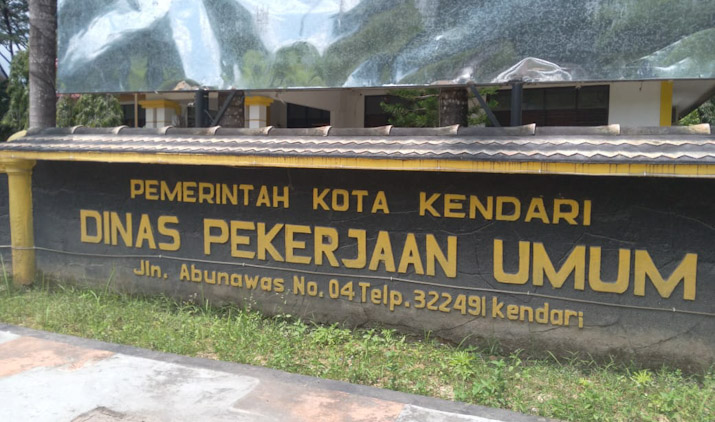 PEMERINTAH KOTA KENDARI
DINAS PEKERJAAN UMUM
Jln. Abunawas No. 04 Telp. 322491 kendari